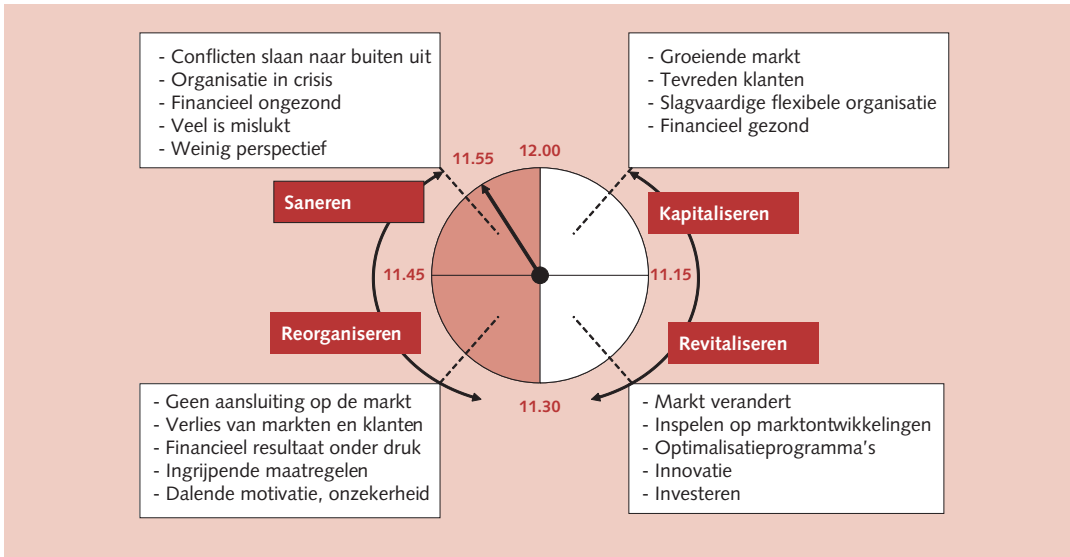 - Conflicten slaan naar buiten uit
- Organisatie in crisis
- Financieel ongezond
- Veel is mislukt
- Weinig perspectief
- Groeiende markt
- Tevreden klanten
- Slagvaardige flexibele organisatie
- Financieel gezond
11.55
12.00
Saneren
Kapitaliseren
11.45
11.15
Reorganiseren
Revitaliseren
11.30
- Geen aansluiting op de markt
- Verlies van markten en klanten
- Financieel resultaat onder druk
- Ingrijpende maatregelen
- Dalende motivatie, onzekerheid
- Markt verandert
- Inspelen op marktontwikkelingen
- Optimalisatieprogramma's
- Innovatie
- Investeren